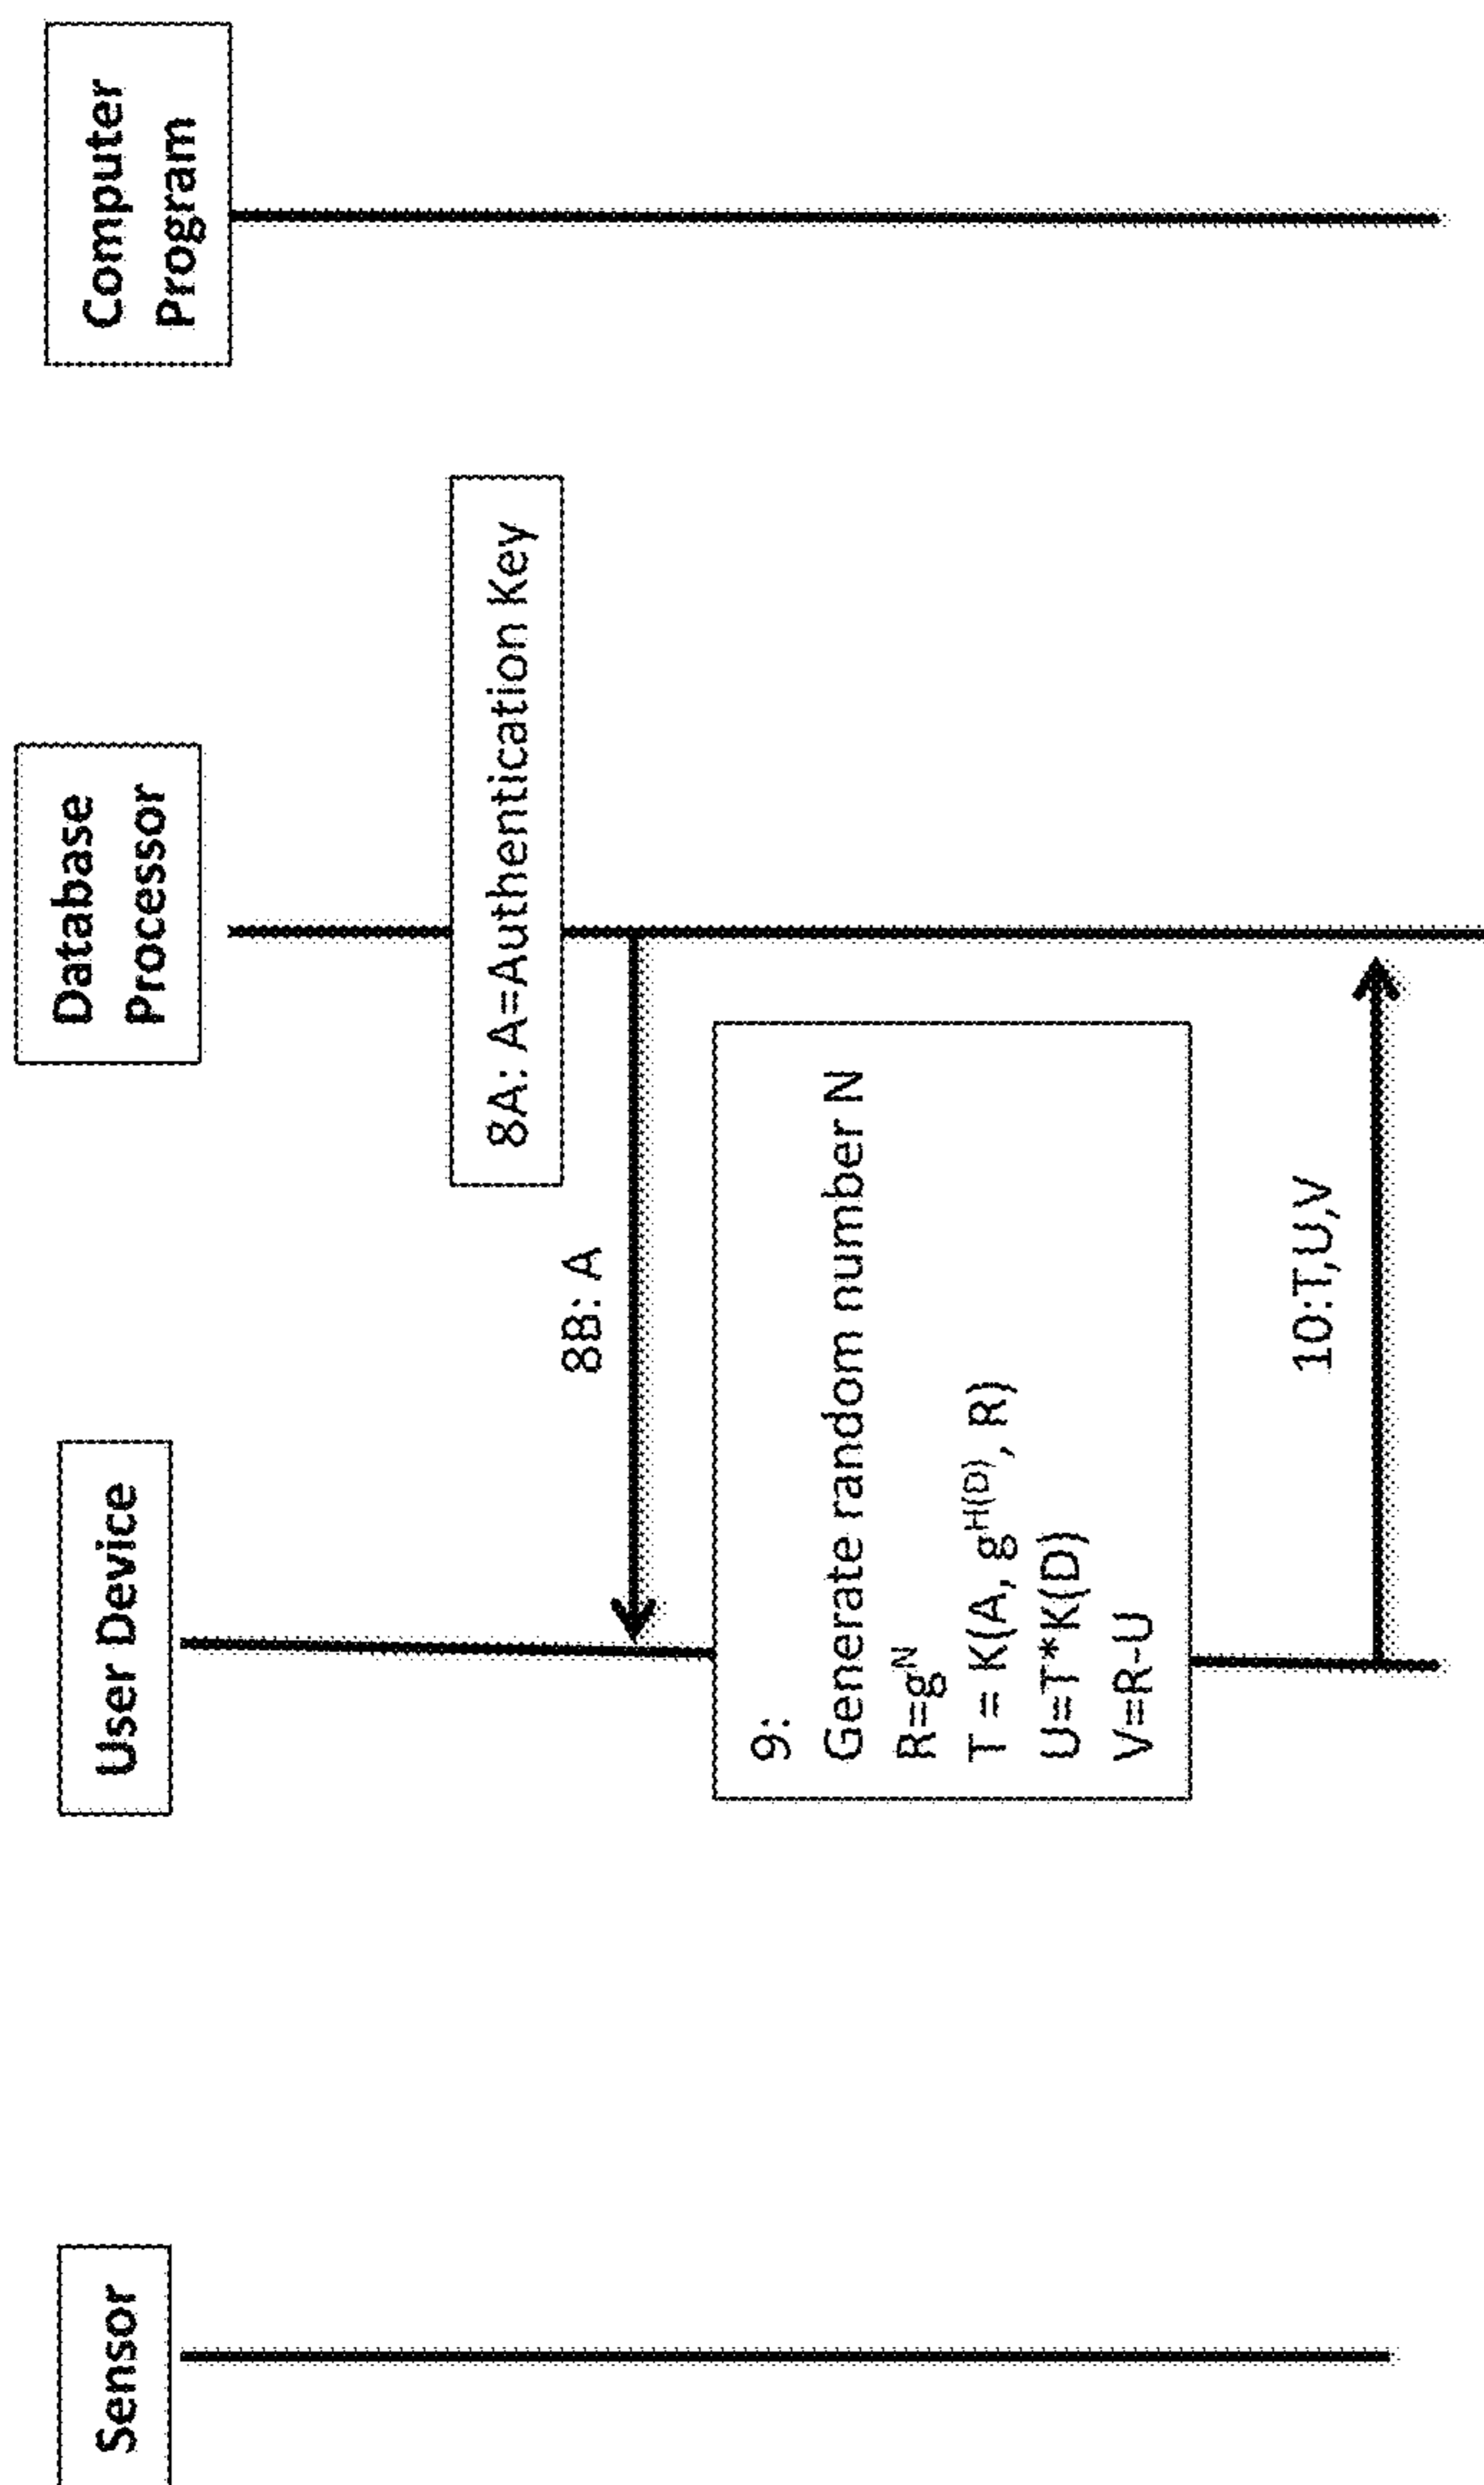 Sensor
User Device
Database
Processor
Computer
Program
8A: A=Authentication Key
8B: A
9:
Generate random number N
R=g^N
T = K(A, g^H(D), R)
U=T*K(D)
V=R-U
10:T,U,V